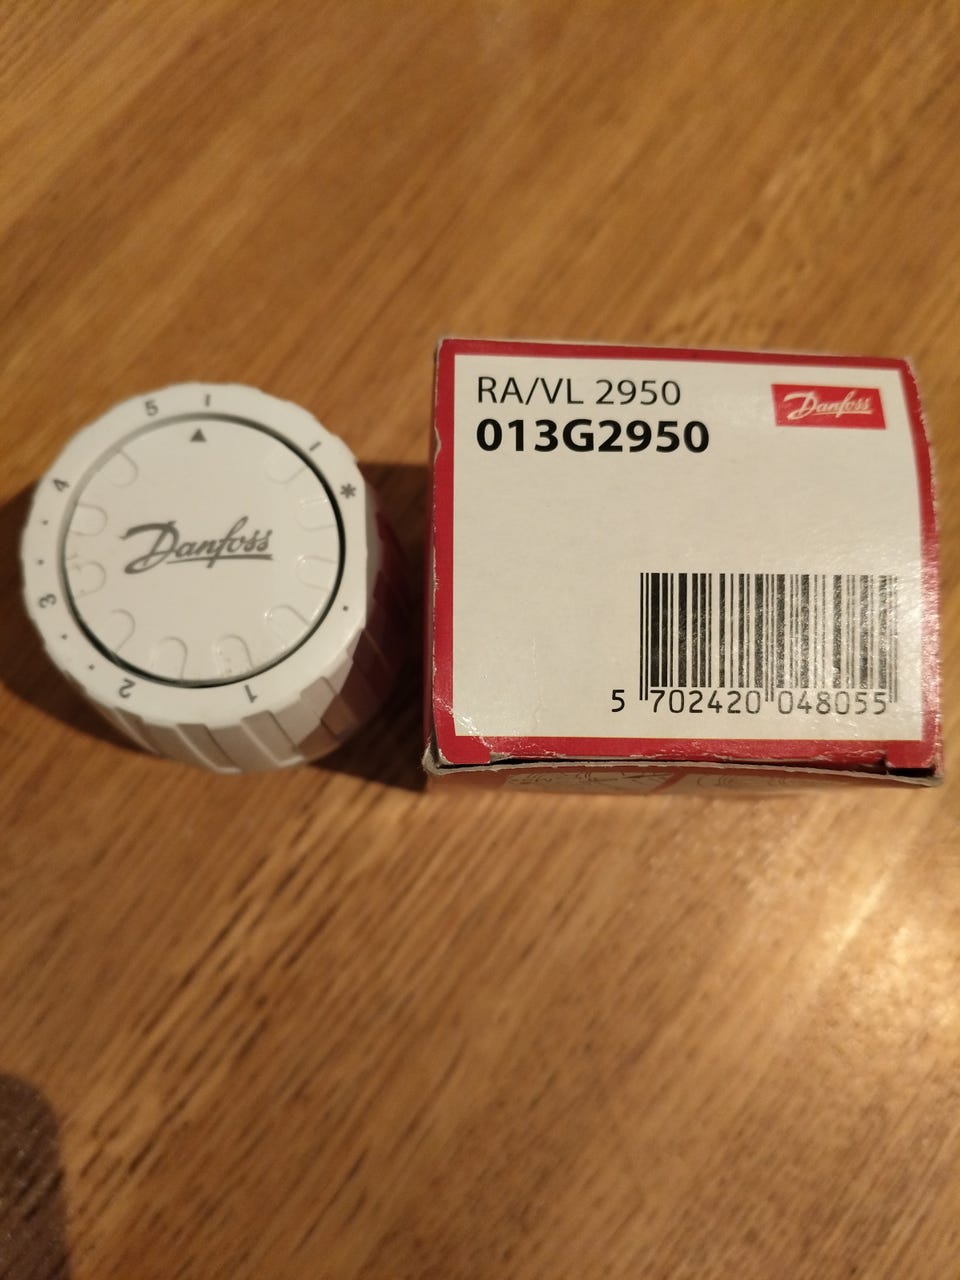 5 I
I
4
*
Danfoss
3
2
1
RA/VL 2950
Danfoss
013G2950
5 702420 048055